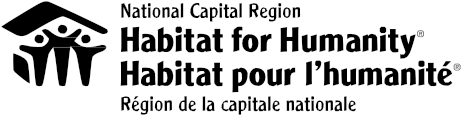 National Capital Region
Habitat for Humanity®
Habitat pour l'humanité®
Région de la capitale nationale